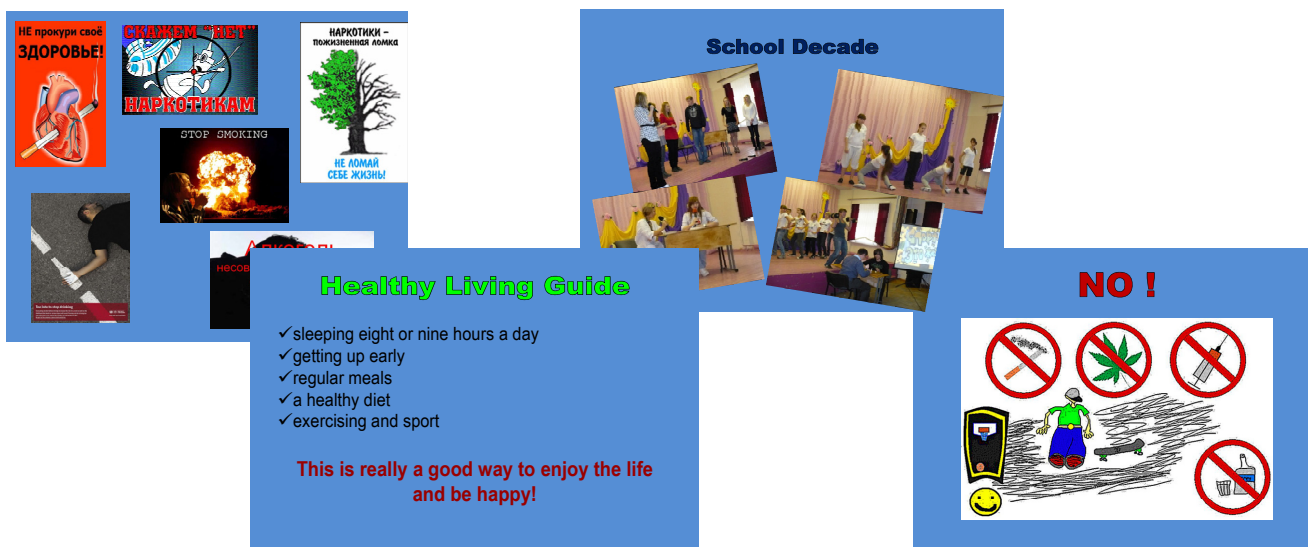 НЕ прокури своё
ЗДОРОВЬЕ!
СКАЖЕМ "НЕТ"
НАРКОТИКАМ
НАРКОТИКИ –
пожизненная ломка
НЕ ЛОМАЙ
СЕБЕ ЖИЗНЬ!
STOP SMOKING
School Decade
Healthy Living Guide
✓sleeping eight or nine hours a day
✓getting up early
✓regular meals
✓a healthy diet
✓exercising and sport
This is really a good way to enjoy the life
and be happy!
NO !